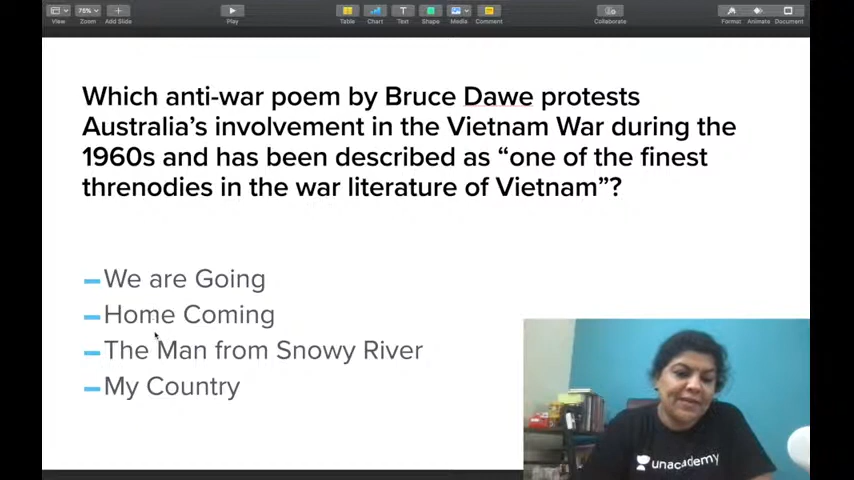 View
75%
Zoom
Add Slide
Play
Table
Chart
Text
Shape
Media
Comment
Collaborate
Format
Animate
Document
Which anti-war poem by Bruce Dawe protests
Australia's involvement in the Vietnam War during the
1960s and has been described as “one of the finest
threnodies in the war literature of Vietnam”?
We are Going
Home Coming
The Man from Snowy River
My Country
unacademy